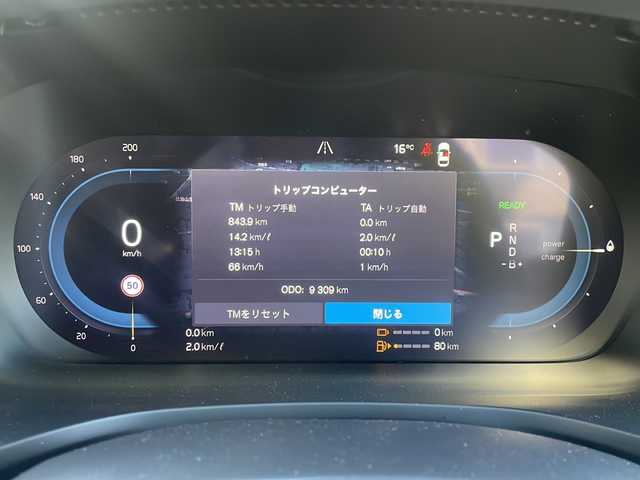 200
180
140
100
60
20
0
16°C
0
km/h
50
トリップコンピューター
TM トリップ手動 TA トリップ自動
843.9 km 0.0 km
14.2 km/ℓ 2.0 km/ℓ
13:15 h 00:10 h
66 km/h 1 km/h
ODO: 9 309 km
TMをリセット 閉じる
READY
P
R
N
D
-B+
power
charge
0.0 km
2.0 km/ℓ
0 km
80 km